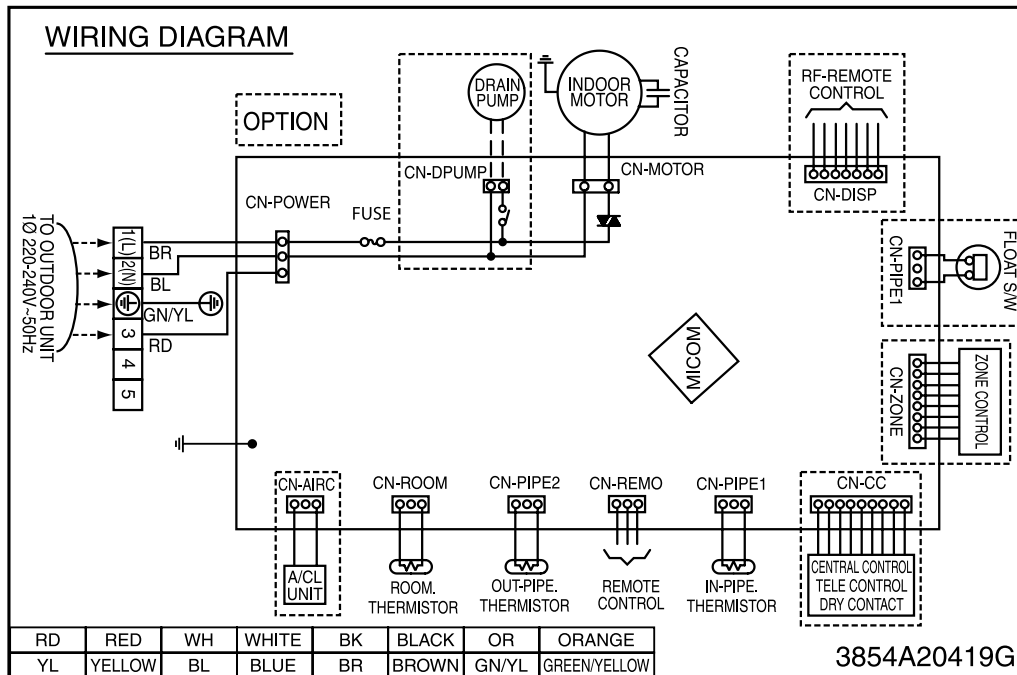 WIRING DIAGRAM
OPTION
DRAIN
PUMP
INDOOR
MOTOR
CAPACITOR
RF-REMOTE
CONTROL
CN-DISP
CN-DPUMP
CN-MOTOR
CN-POWER
FUSE
TO OUTDOOR UNIT
1Ø 220-240V~50Hz
1(L)
2(N)
3
4
5
BR
BL
GN/YL
RD
CN-PIPE1
FLOAT S/W
MICOM
CN-ZONE
ZONE CONTROL
CN-AIRC
CN-ROOM
CN-PIPE2
CN-REMO
CN-PIPE1
CN-CC
A/CL
UNIT
ROOM.
THERMISTOR
OUT-PIPE.
THERMISTOR
REMOTE
CONTROL
IN-PIPE.
THERMISTOR
CENTRAL CONTROL
TELE CONTROL
DRY CONTACT
RD RED WH WHITE BK BLACK OR ORANGE
YL YELLOW BL BLUE BR BROWN GN/YL GREEN/YELLOW
3854A20419G